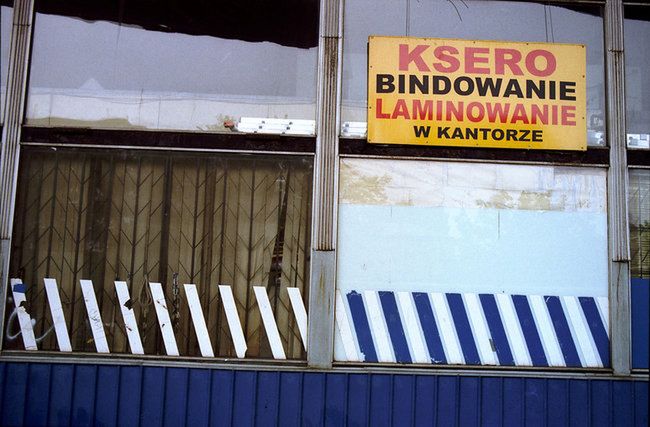 KSERO
BINDOWANIE
LAMINOWANIE
W KANTORZE